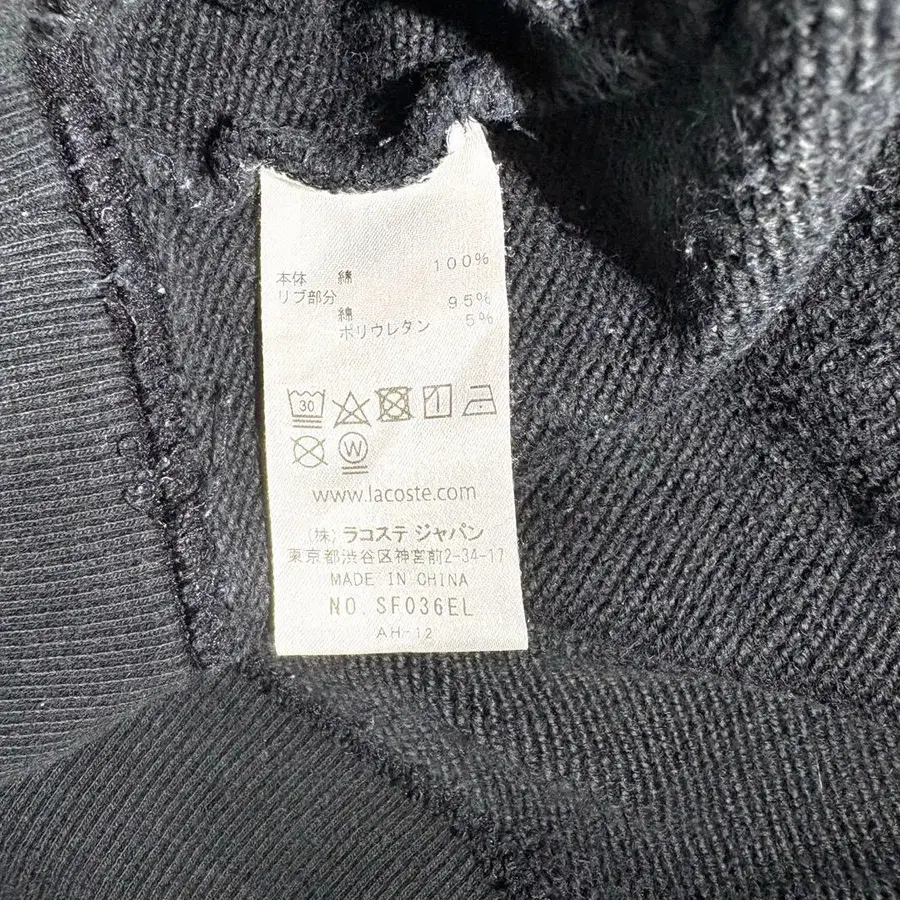 本体 綿 100%
リブ部分
綿 95%
ポリウレタン 5%
30
W
www.lacoste.com
(株) ラコステ ジャパン
東京都渋谷区神宮前2-34-17
MADE IN CHINA
NO. SF036EL
AH-12